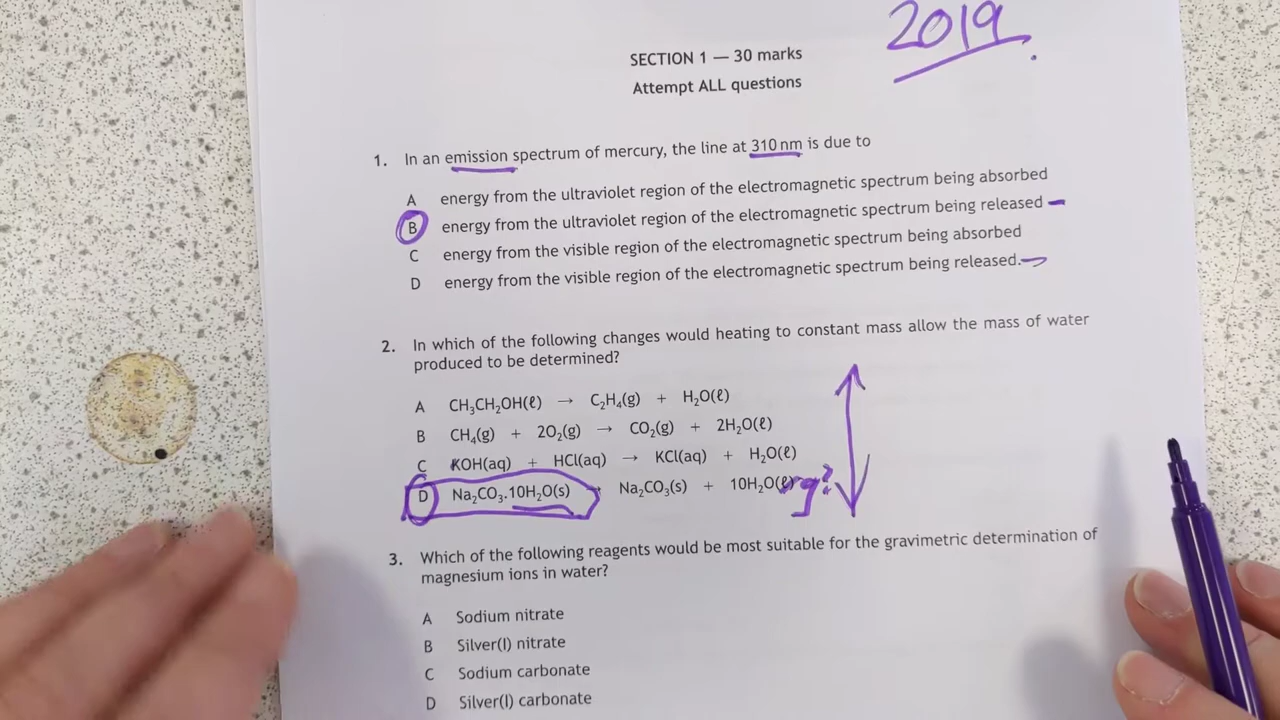 2019
SECTION 1 — 30 marks
Attempt ALL questions
1. In an emission spectrum of mercury, the line at 310 nm is due to
A energy from the ultraviolet region of the electromagnetic spectrum being absorbed
B energy from the ultraviolet region of the electromagnetic spectrum being released
C energy from the visible region of the electromagnetic spectrum being absorbed
D energy from the visible region of the electromagnetic spectrum being released.
2. In which of the following changes would heating to constant mass allow the mass of water
produced to be determined?
A CH₃CH₂OH(ℓ) → C₂H₄(g) + H₂O(ℓ)
B CH₄(g) + 2O₂(g) → CO₂(g) + 2H₂O(ℓ)
C KOH(aq) + HCl(aq) → KCl(aq) + H₂O(ℓ)
D Na₂CO₃.10H₂O(s) Na₂CO₃(s) + 10H₂O(ℓ) g?
3. Which of the following reagents would be most suitable for the gravimetric determination of
magnesium ions in water?
A Sodium nitrate
B Silver(I) nitrate
C Sodium carbonate
D Silver(I) carbonate